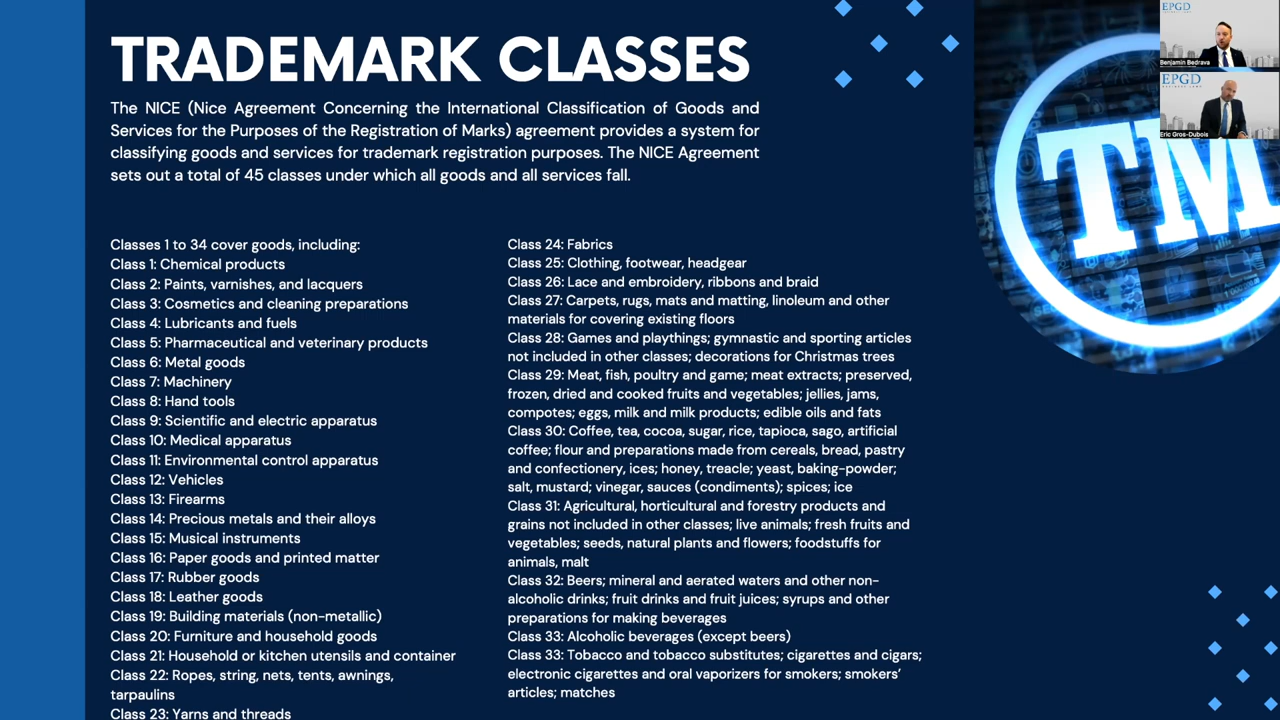 TRADEMARK CLASSES
The NICE (Nice Agreement Concerning the International Classification of Goods and
Services for the Purposes of the Registration of Marks) agreement provides a system for
classifying goods and services for trademark registration purposes. The NICE Agreement
sets out a total of 45 classes under which all goods and all services fall.
Classes 1 to 34 cover goods, including:
Class 1: Chemical products
Class 2: Paints, varnishes, and lacquers
Class 3: Cosmetics and cleaning preparations
Class 4: Lubricants and fuels
Class 5: Pharmaceutical and veterinary products
Class 6: Metal goods
Class 7: Machinery
Class 8: Hand tools
Class 9: Scientific and electric apparatus
Class 10: Medical apparatus
Class 11: Environmental control apparatus
Class 12: Vehicles
Class 13: Firearms
Class 14: Precious metals and their alloys
Class 15: Musical instruments
Class 16: Paper goods and printed matter
Class 17: Rubber goods
Class 18: Leather goods
Class 19: Building materials (non-metallic)
Class 20: Furniture and household goods
Class 21: Household or kitchen utensils and container
Class 22: Ropes, string, nets, tents, awnings,
tarpaulins
Class 23: Yarns and threads
Class 24: Fabrics
Class 25: Clothing, footwear, headgear
Class 26: Lace and embroidery, ribbons and braid
Class 27: Carpets, rugs, mats and matting, linoleum and other
materials for covering existing floors
Class 28: Games and playthings; gymnastic and sporting articles
not included in other classes; decorations for Christmas trees
Class 29: Meat, fish, poultry and game; meat extracts; preserved,
frozen, dried and cooked fruits and vegetables; jellies, jams,
compotes; eggs, milk and milk products; edible oils and fats
Class 30: Coffee, tea, cocoa, sugar, rice, tapioca, sago, artificial
coffee; flour and preparations made from cereals, bread, pastry
and confectionery, ices; honey, treacle; yeast, baking-powder;
salt, mustard; vinegar, sauces (condiments); spices; ice
Class 31: Agricultural, horticultural and forestry products and
grains not included in other classes; live animals; fresh fruits and
vegetables; seeds, natural plants and flowers; foodstuffs for
animals, malt
Class 32: Beers; mineral and aerated waters and other non-
alcoholic drinks; fruit drinks and fruit juices; syrups and other
preparations for making beverages
Class 33: Alcoholic beverages (except beers)
Class 33: Tobacco and tobacco substitutes; cigarettes and cigars;
electronic cigarettes and oral vaporizers for smokers; smokers'
articles; matches
TM
EPGD
Benjamin Bedrava
EPGD
Eric Gros-Dubois